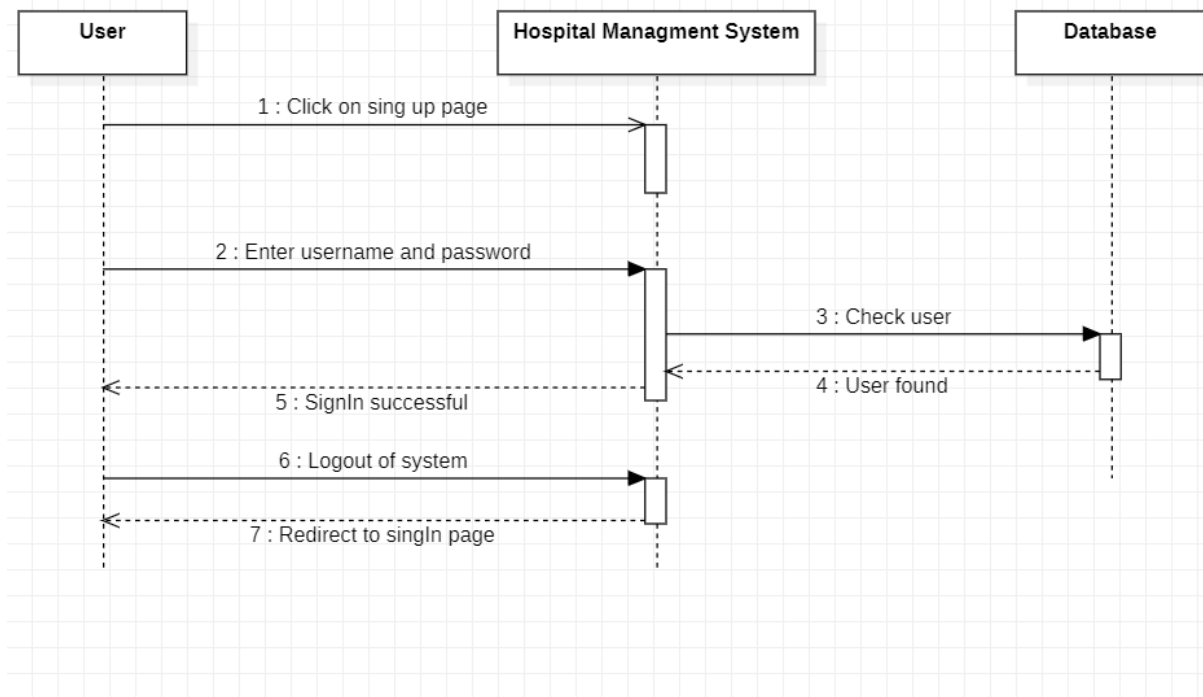 User
Hospital Managment System
Database
1 : Click on sing up page
2 : Enter username and password
3 : Check user
4 : User found
5 : SignIn successful
6 : Logout of system
7 : Redirect to singIn page